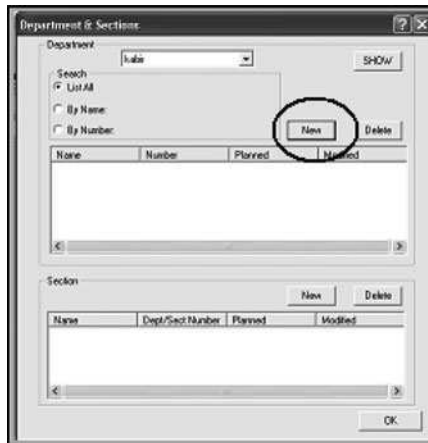 Department & Sections
Department
kabir
SHOW
Search
List All
By Name:
By Number:
New
Delete
Name Number Planned Modified
Section
New Delete
Name Dept/Sect Number Planned Modified
OK